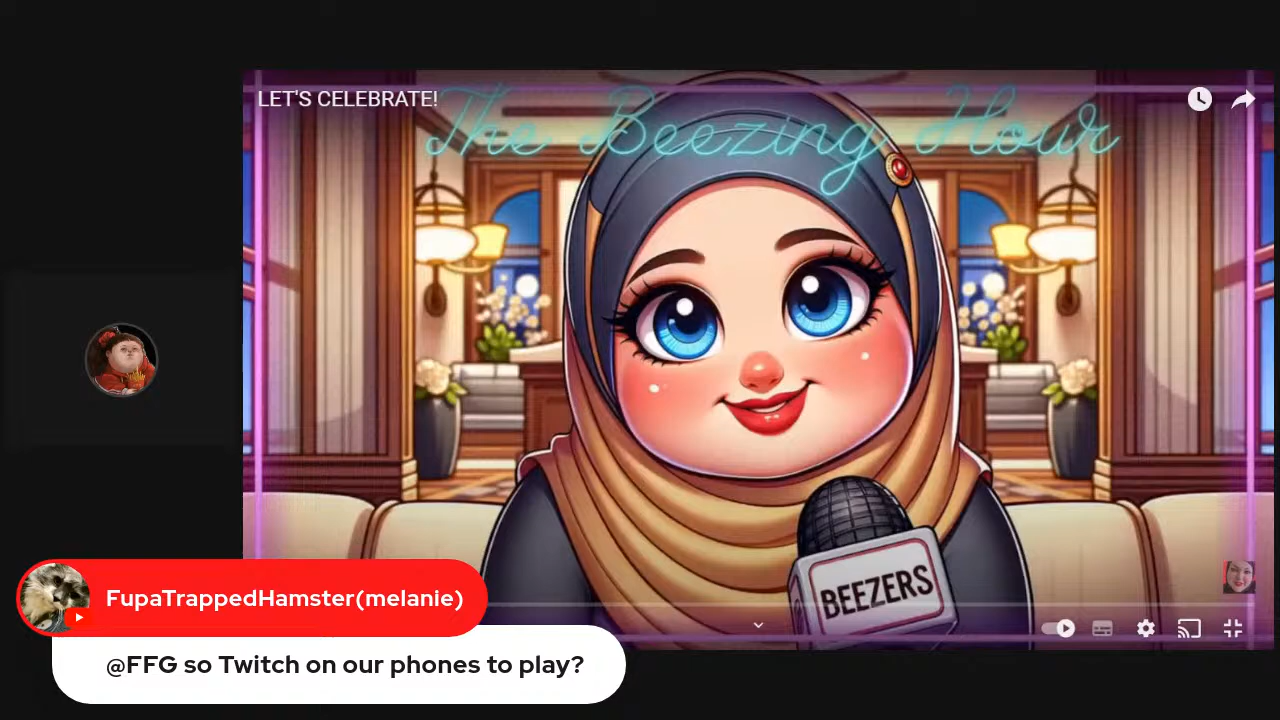 LET'S CELEBRATE!
The Beezing Hour
BEEZERS
FupaTrappedHamster(melanie)
@FFG so Twitch on our phones to play?